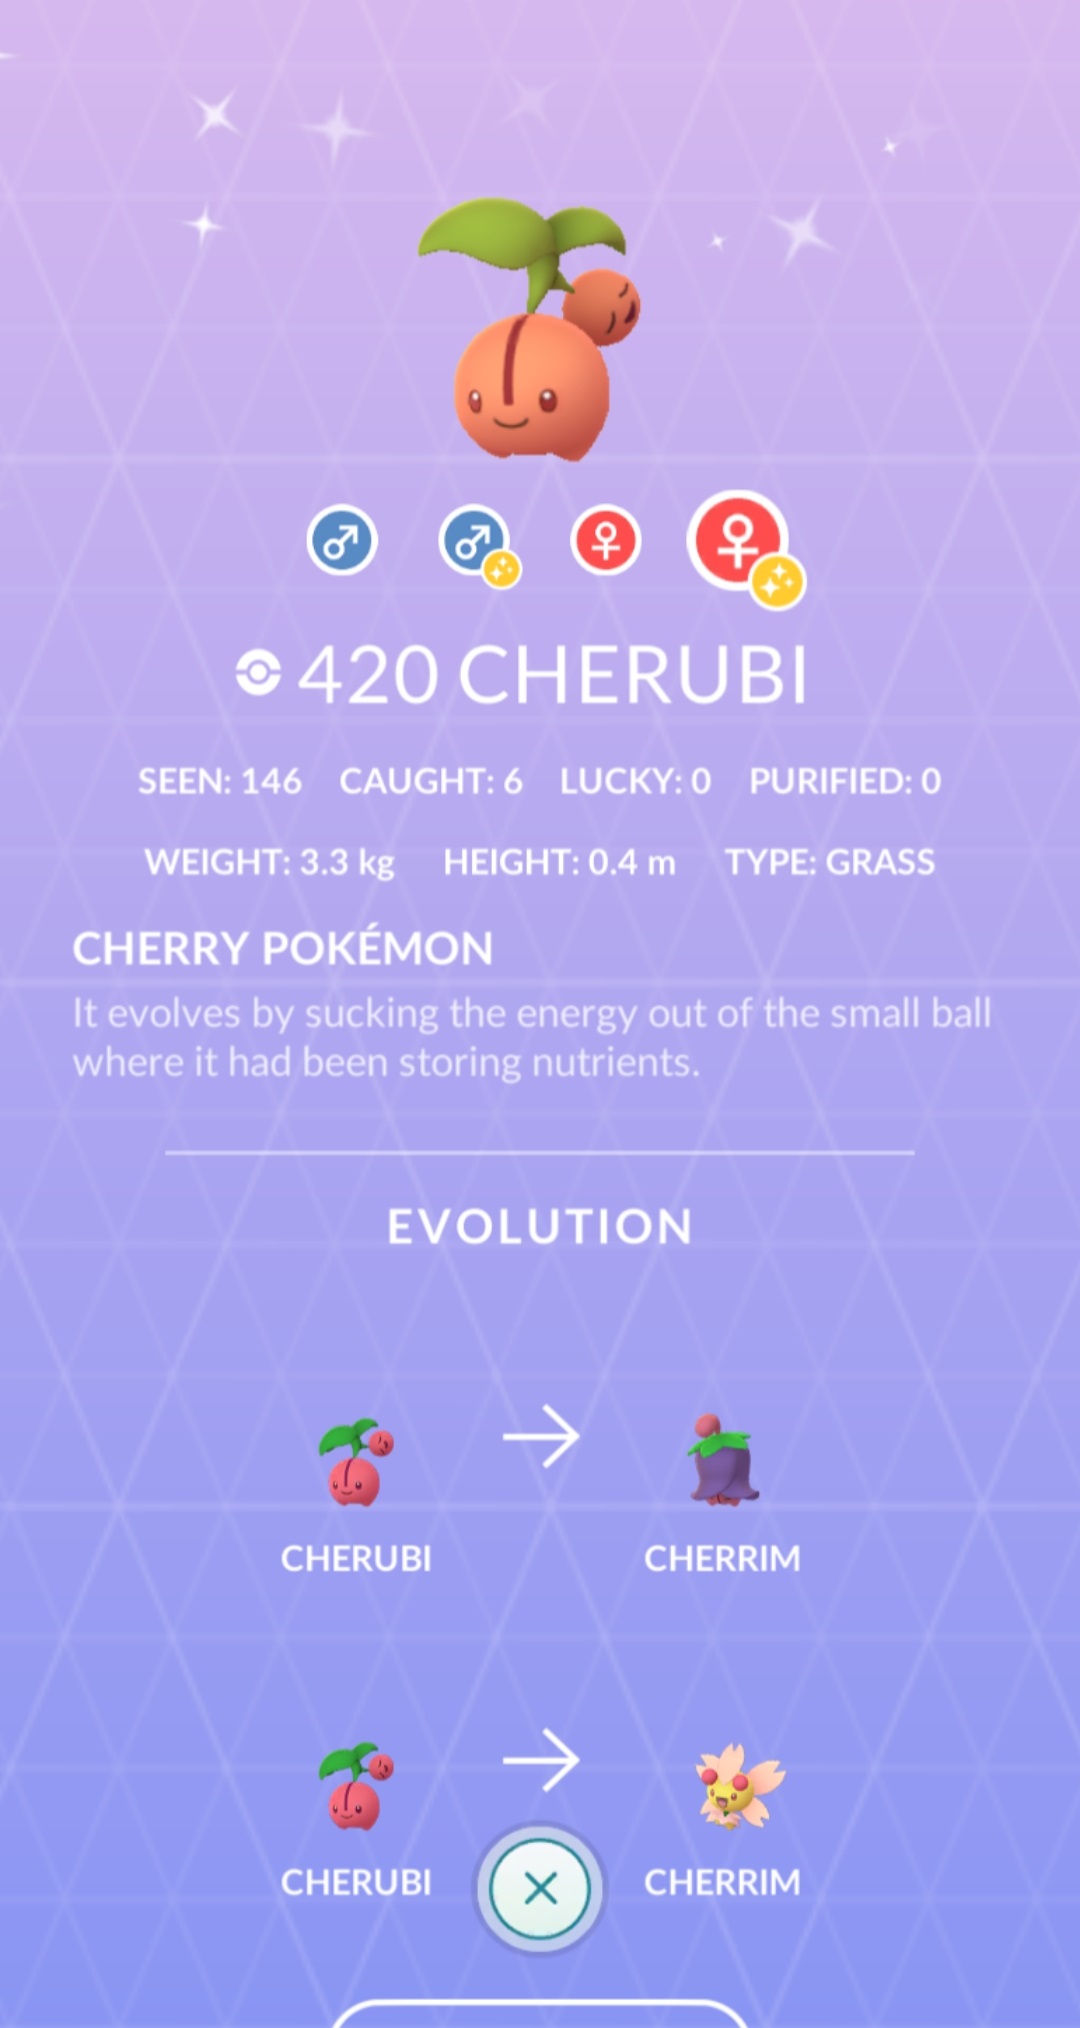 420 CHERUBI
SEEN: 146 CAUGHT: 6 LUCKY: 0 PURIFIED: 0
WEIGHT: 3.3 kg HEIGHT: 0.4 m TYPE: GRASS
CHERRY POKÉMON
It evolves by sucking the energy out of the small ball
where it had been storing nutrients.
EVOLUTION
CHERUBI CHERRIM
CHERUBI CHERRIM